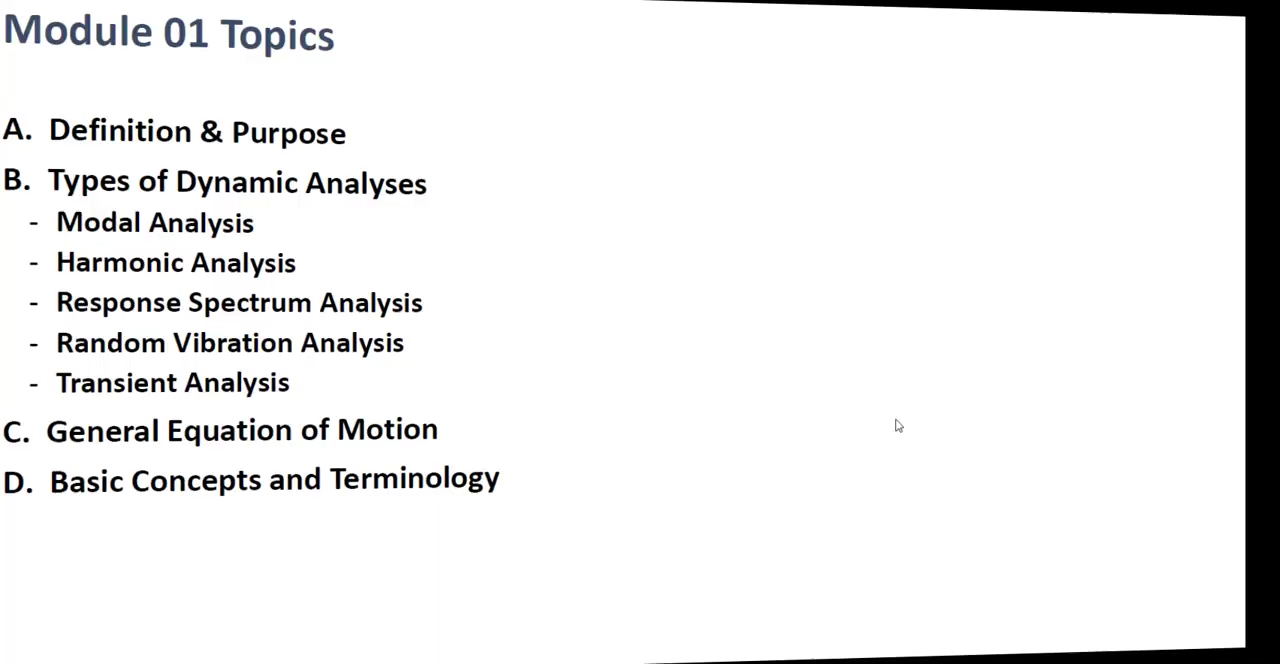 Module 01 Topics
A. Definition & Purpose
B. Types of Dynamic Analyses
- Modal Analysis
- Harmonic Analysis
- Response Spectrum Analysis
- Random Vibration Analysis
- Transient Analysis
C. General Equation of Motion
D. Basic Concepts and Terminology